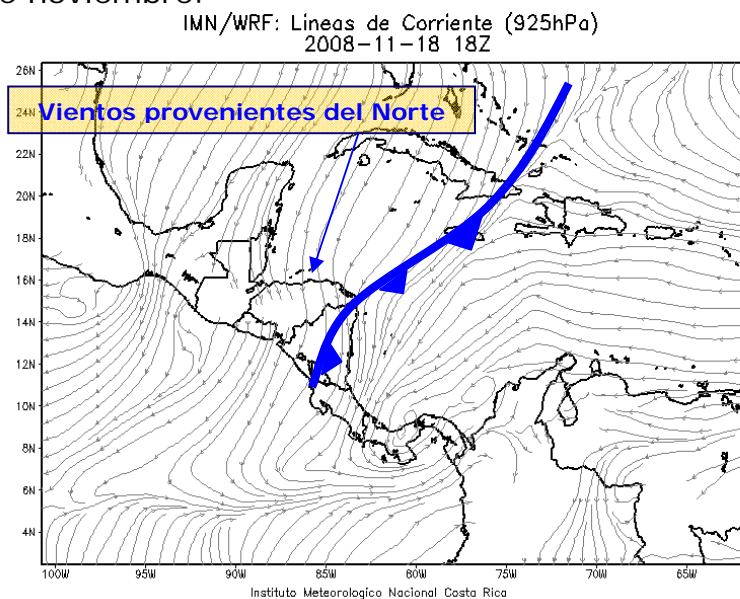 noviembre.
IMN/WRF: Lineas de Corriente (925hPa)
2008-11-18 18Z
26N
Vientos provenientes del Norte
24N
22N
20N
18N
16N
14N
12N
10N
8N
6N
4N
100W 95W 90W 85W 80W 75W 70W 65W
Instituto Meteorologico Nacional Costa Rica